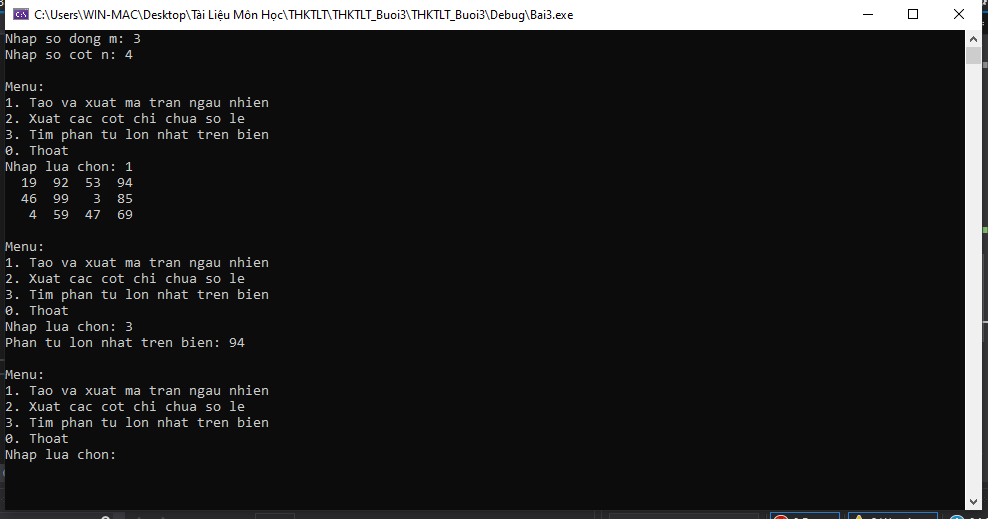 C:\Users\WIN-MAC\Desktop\Tài Liệu Môn Học\THKTLT\THKTLT_Buoi3\THKTLT_Buoi3\Debug\Bai3.exe
Nhap so dong m: 3
Nhap so cot n: 4
Menu:
1. Tao va xuat ma tran ngau nhien
2. Xuat cac cot chi chua so le
3. Tim phan tu lon nhat tren bien
0. Thoat
Nhap lua chon: 1
19 92 53 94
46 99 3 85
4 59 47 69
Menu:
1. Tao va xuat ma tran ngau nhien
2. Xuat cac cot chi chua so le
3. Tim phan tu lon nhat tren bien
0. Thoat
Nhap lua chon: 3
Phan tu lon nhat tren bien: 94
Menu:
1. Tao va xuat ma tran ngau nhien
2. Xuat cac cot chi chua so le
3. Tim phan tu lon nhat tren bien
0. Thoat
Nhap lua chon: